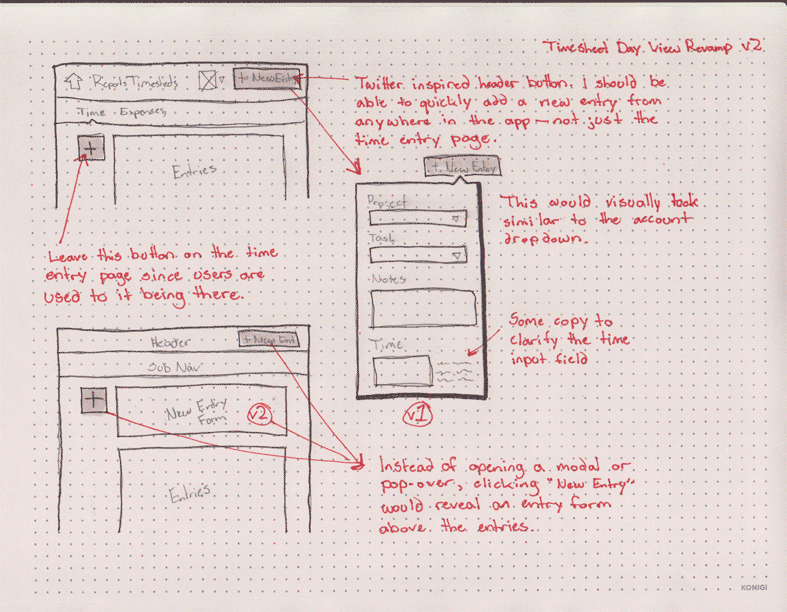 Timesheet Day View Revamp v2
Reports Timesheets
+ New Entry
Time Expenses
+
Entries
Twitter inspired header button. I should be
able to quickly add a new entry from
anywhere in the app — not just the
time entry page.
Leave this button on the time
entry page since users are
used to it being there.
+ New Entry
Project
Task
Notes
Time
v1
This would visually look
similar to the account
dropdown.
Some copy to
clarify the time
input field
Header
+ New Ent
Sub Nav
+
New Entry
Form
v2
Entries
Instead of opening a modal or
pop-over, clicking "New Entry"
would reveal an entry form
above the entries.
KONIGI